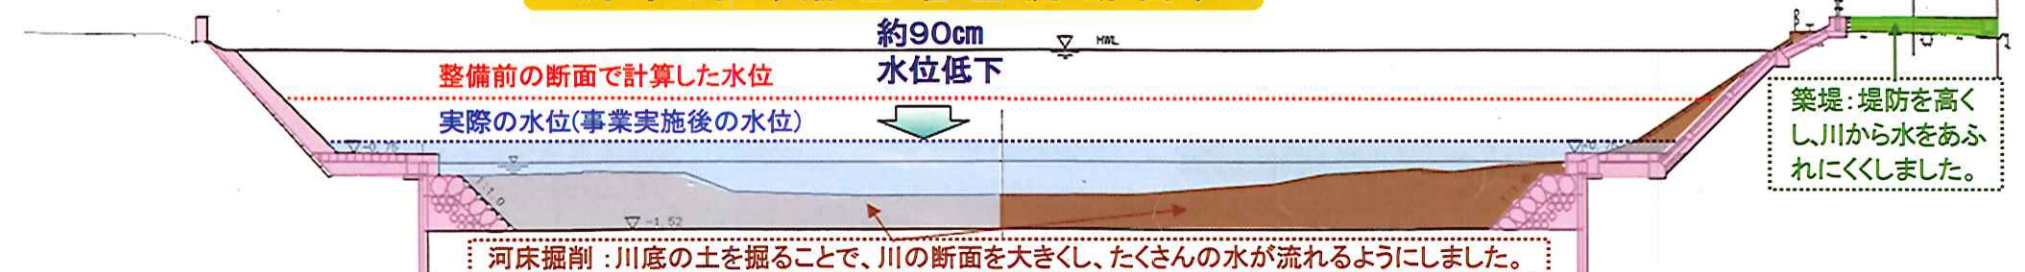 約90cm
水位低下
HWL
整備前の断面で計算した水位
実際の水位(事業実施後の水位)
築堤:堤防を高く
し、川から水をあふ
れにくくしました。
-0.75
-1.52
河床掘削:川底の土を掘ることで、川の断面を大きくし、たくさんの水が流れるようにしました。